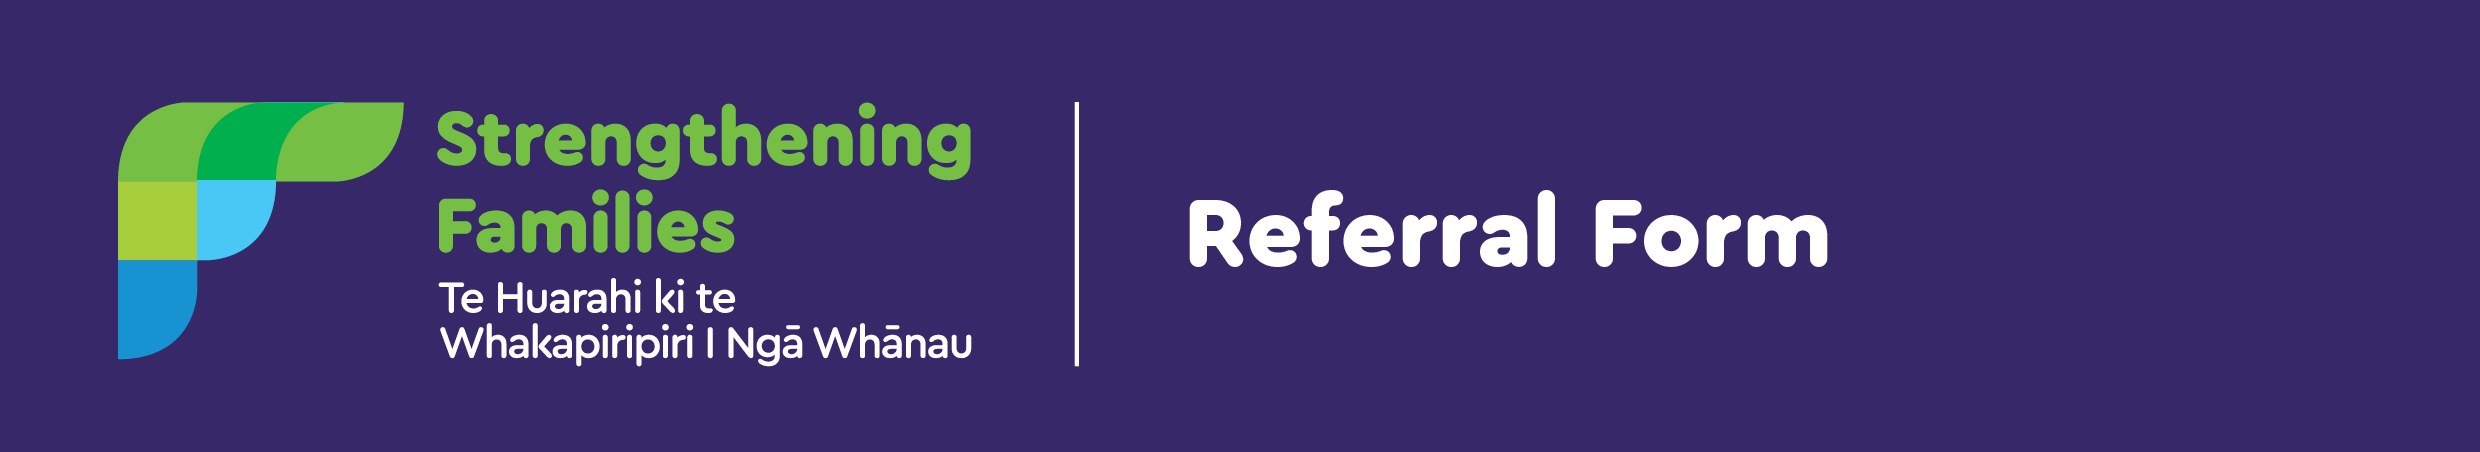 Strengthening
Families
Te Huarahi ki te
Whakapiripiri I Ngā Whānau
Referral Form